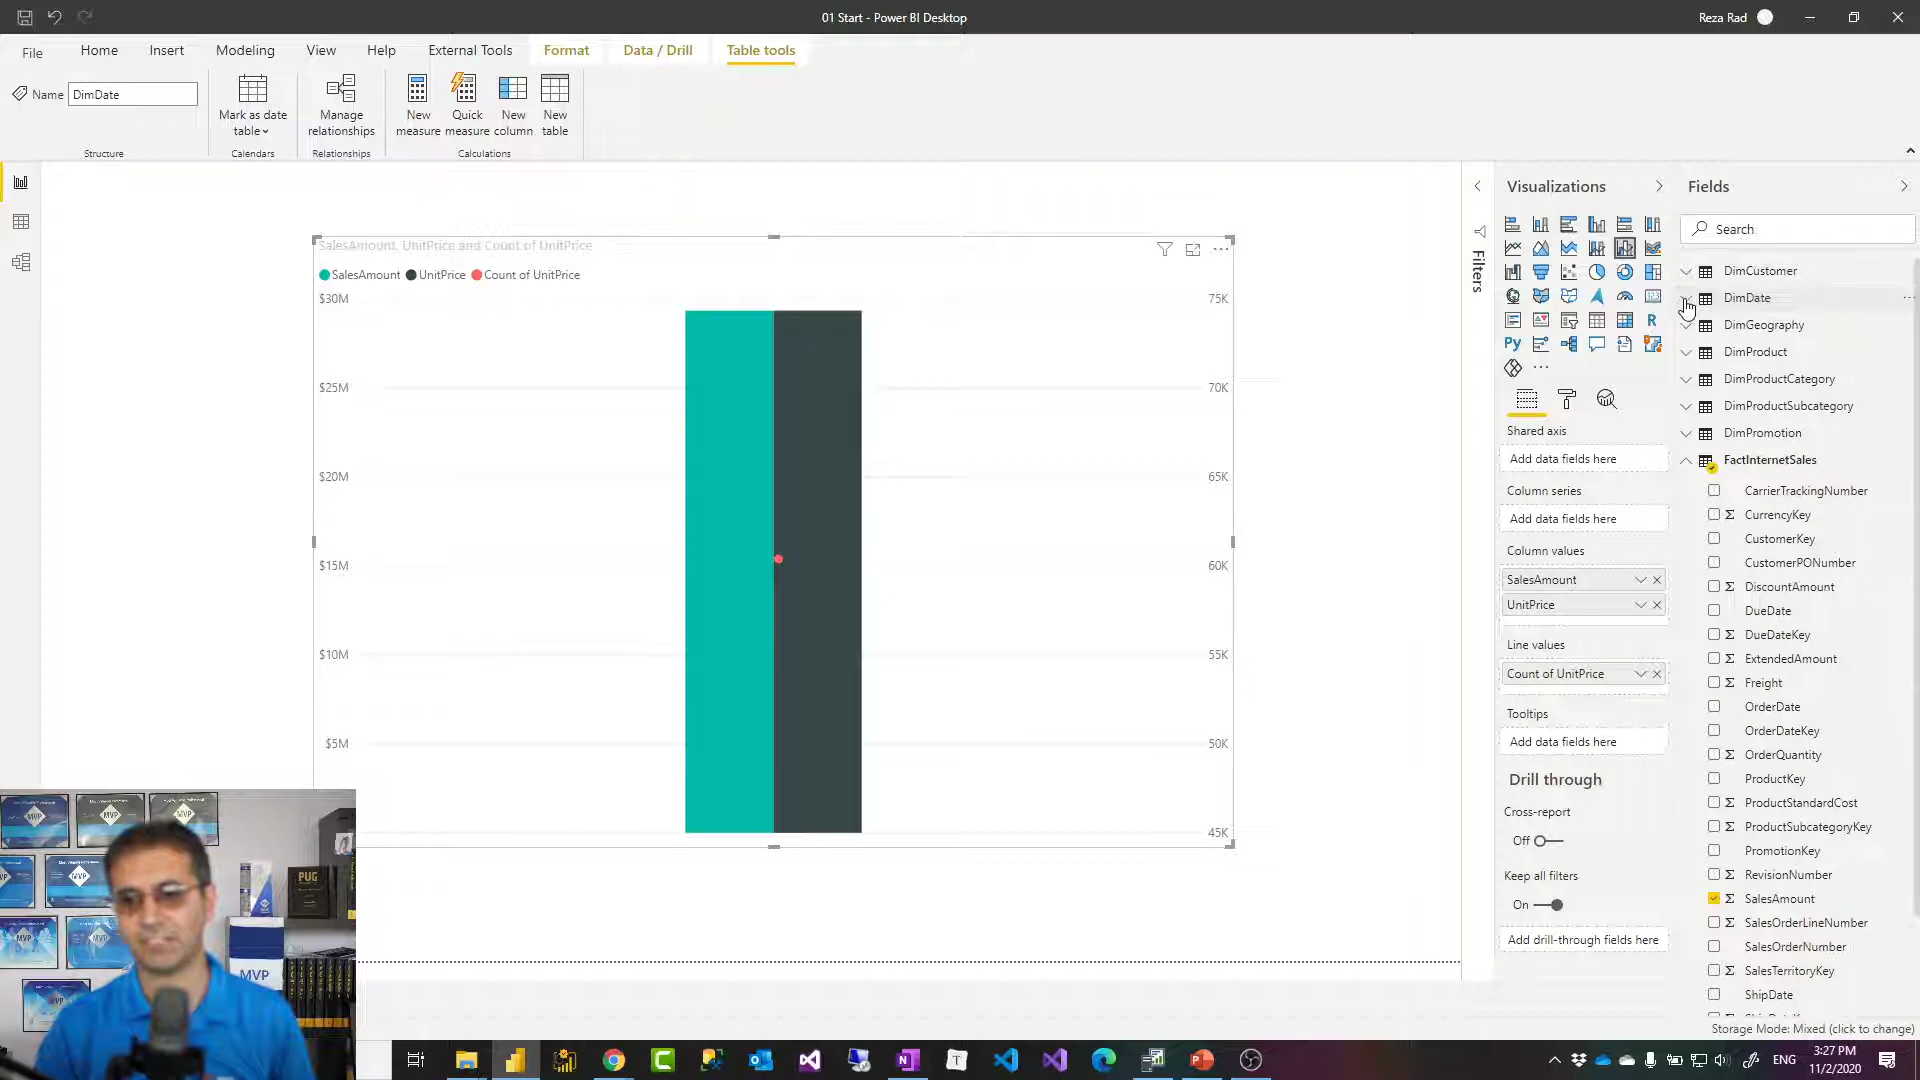 01 Start - Power BI Desktop
Reza Rad
File
Home
Insert
Modeling
View
Help
External Tools
Format
Data / Drill
Table tools
Name
DimDate
Mark as date
table
Manage
relationships
New
measure
Quick
measure
New
column
New
table
Structure
Calendars
Relationships
Calculations
SalesAmount, UnitPrice and Count of UnitPrice
SalesAmount
UnitPrice
Count of UnitPrice
$30M
$25M
$20M
$15M
$10M
$5M
75K
70K
65K
60K
55K
50K
45K
Filters
Visualizations
R
Py
123
Shared axis
Add data fields here
Column series
Add data fields here
Column values
SalesAmount
UnitPrice
Line values
Count of UnitPrice
Tooltips
Add data fields here
Drill through
Cross-report
Off
Keep all filters
On
Add drill-through fields here
Fields
Search
DimCustomer
DimDate
DimGeography
DimProduct
DimProductCategory
DimProductSubcategory
DimPromotion
FactInternetSales
CarrierTrackingNumber
CurrencyKey
CustomerKey
CustomerPONumber
DiscountAmount
DueDate
DueDateKey
ExtendedAmount
Freight
OrderDate
OrderDateKey
OrderQuantity
ProductKey
ProductStandardCost
ProductSubcategoryKey
PromotionKey
RevisionNumber
SalesAmount
SalesOrderLineNumber
SalesOrderNumber
SalesTerritoryKey
ShipDate
Storage Mode: Mixed (click to change)
MVP
MVP
MVP
MVP
MVP
PUG
MVP
ENG
3:27 PM
11/2/2020